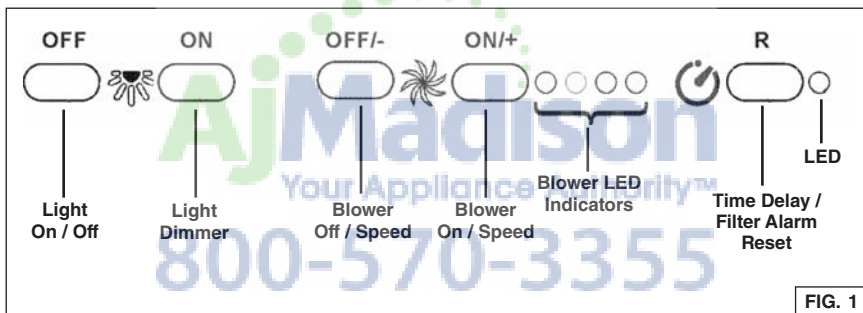 OFF ON OFF/- ON/+ R
LED
Light
On / Off
Light
Dimmer
Blower
Off / Speed
Blower
On / Speed
Blower LED
Indicators
Time Delay /
Filter Alarm
Reset
AjMadison
Your Appliance Authority™
800-570-3355
FIG. 1